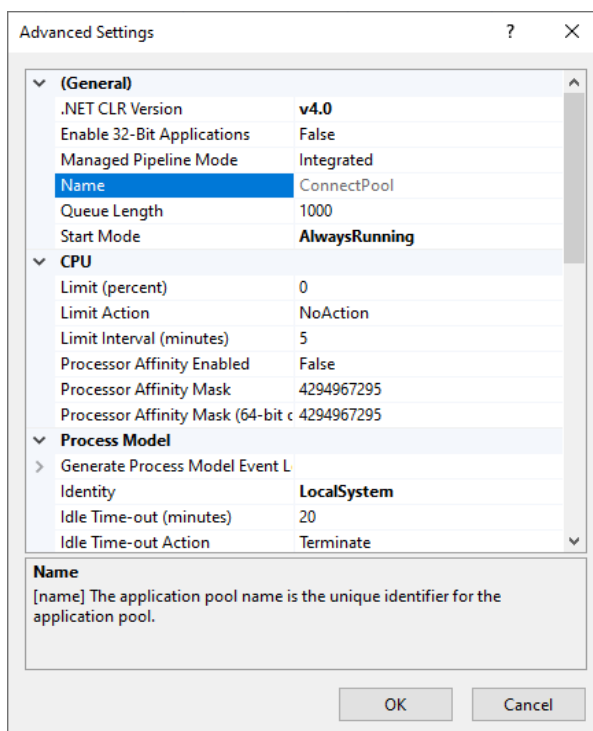 Advanced Settings ? ×
(General)
.NET CLR Version v4.0
Enable 32-Bit Applications False
Managed Pipeline Mode Integrated
Name ConnectPool
Queue Length 1000
Start Mode AlwaysRunning
CPU
Limit (percent) 0
Limit Action NoAction
Limit Interval (minutes) 5
Processor Affinity Enabled False
Processor Affinity Mask 4294967295
Processor Affinity Mask (64-bit c 4294967295
Process Model
Generate Process Model Event L
Identity LocalSystem
Idle Time-out (minutes) 20
Idle Time-out Action Terminate
Name
[name] The application pool name is the unique identifier for the
application pool.
OK Cancel